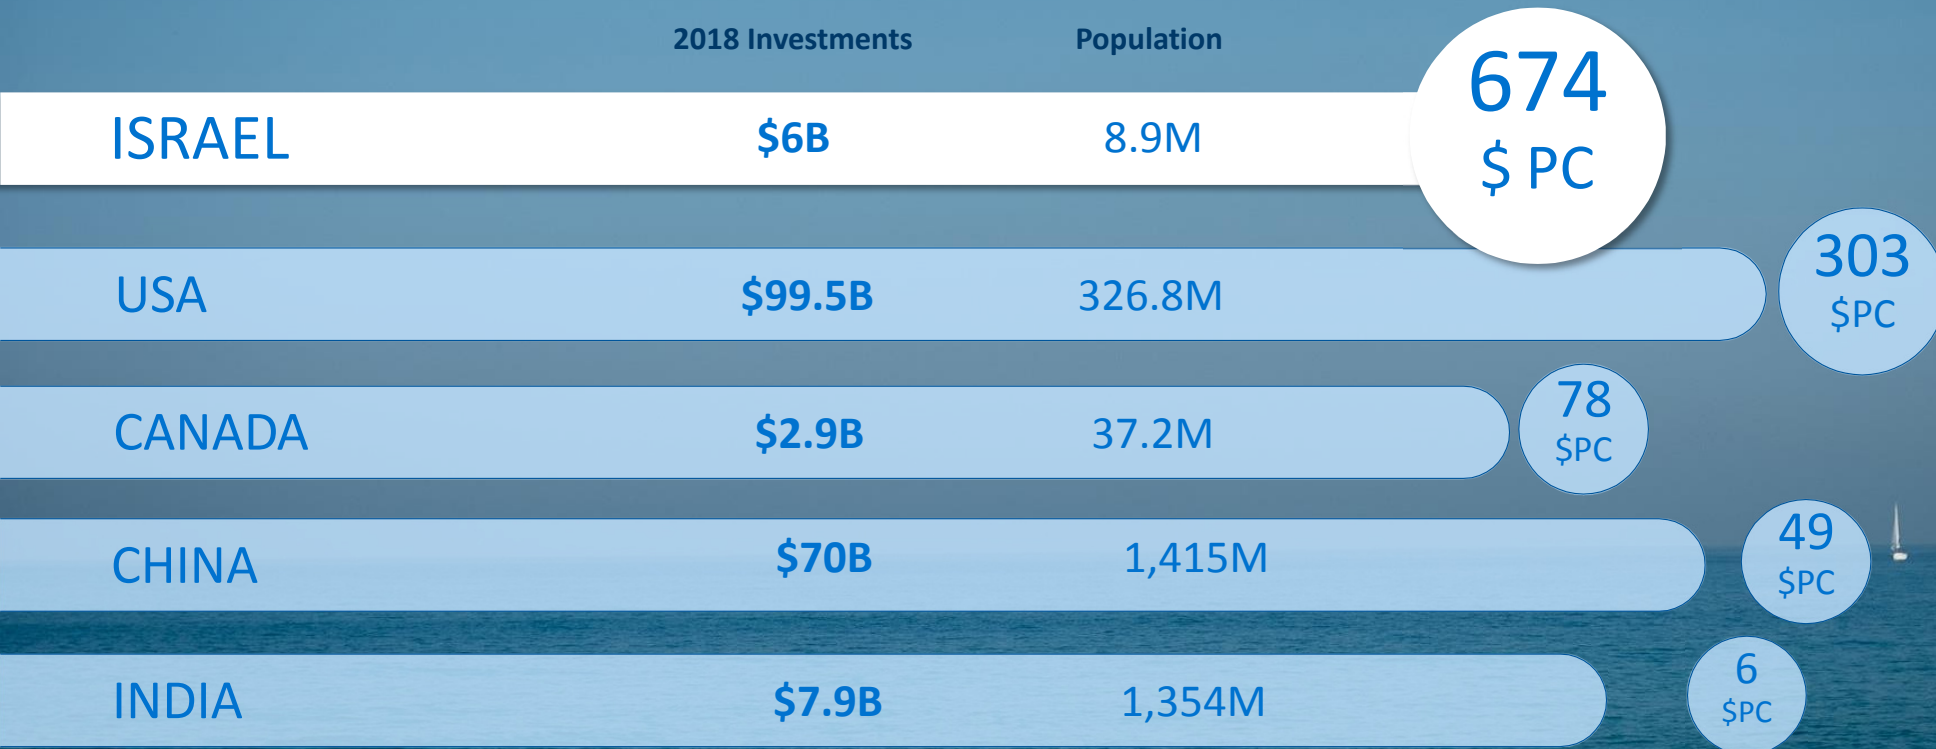 2018 Investments Population
ISRAEL $6B 8.9M 674 $ PC
USA $99.5B 326.8M 303 $PC
CANADA $2.9B 37.2M 78 $PC
CHINA $70B 1,415M 49 $PC
INDIA $7.9B 1,354M 6 $PC